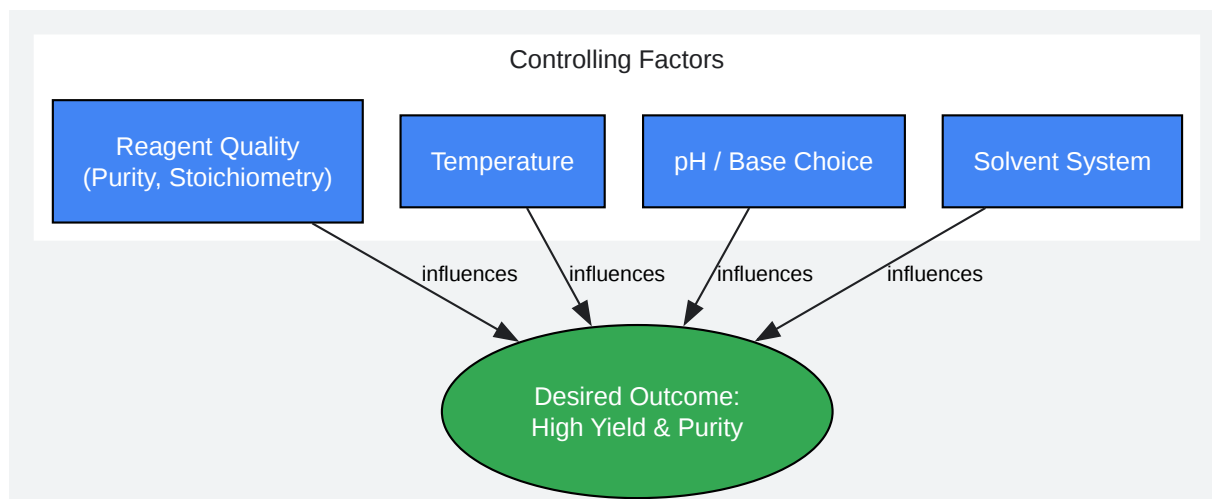 Controlling Factors
Reagent Quality
(Purity, Stoichiometry)
Temperature
pH / Base Choice
Solvent System
influences
influences
influences
influences
Desired Outcome:
High Yield & Purity